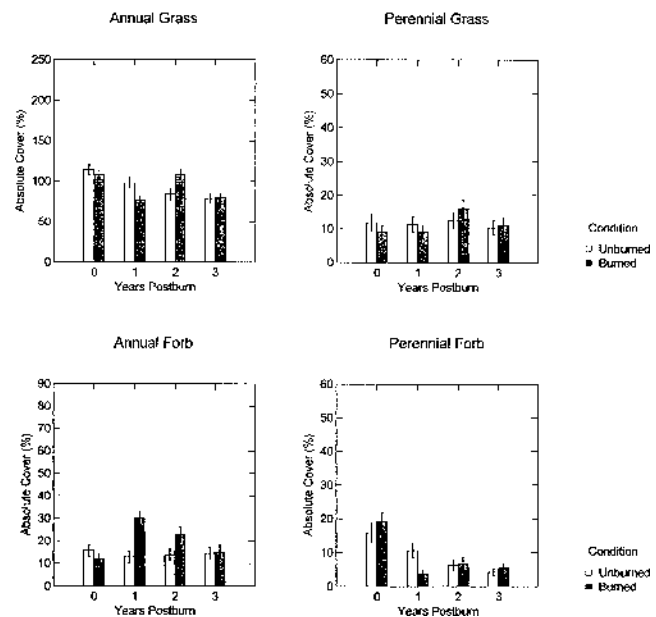 Annual Grass
250
200
150
100
50
0
Absolute Cover (%)
0 1 2 3
Years Postburn
Perennial Grass
60
50
40
30
20
10
0
Absolute Cover (%)
0 1 2 3
Years Postburn
Condition
Unburned
Burned
Annual Forb
90
80
70
60
50
40
30
20
10
0
Absolute Cover (%)
0 1 2 3
Years Postburn
Perennial Forb
60
50
40
30
20
10
0
Absolute Cover (%)
0 1 2 3
Years Postburn
Condition
Unburned
Burned